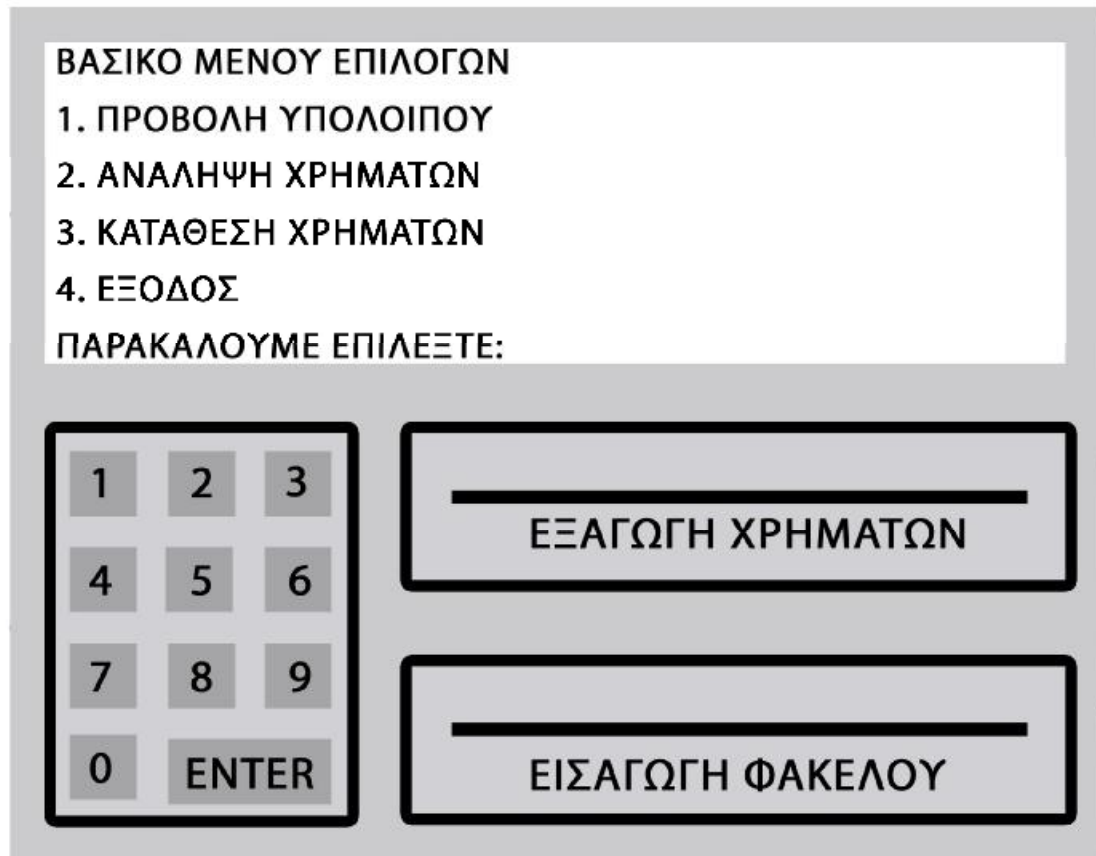 ΒΑΣΙΚΟ ΜΕΝΟΥ ΕΠΙΛΟΓΩΝ
1. ΠΡΟΒΟΛΗ ΥΠΟΛΟΙΠΟΥ
2. ΑΝΑΛΗΨΗ ΧΡΗΜΑΤΩΝ
3. ΚΑΤΑΘΕΣΗ ΧΡΗΜΑΤΩΝ
4. ΕΞΟΔΟΣ
ΠΑΡΑΚΑΛΟΥΜΕ ΕΠΙΛΕΞΤΕ:
1 2 3
4 5 6
7 8 9
0 ENTER
ΕΞΑΓΩΓΗ ΧΡΗΜΑΤΩΝ
ΕΙΣΑΓΩΓΗ ΦΑΚΕΛΟΥ